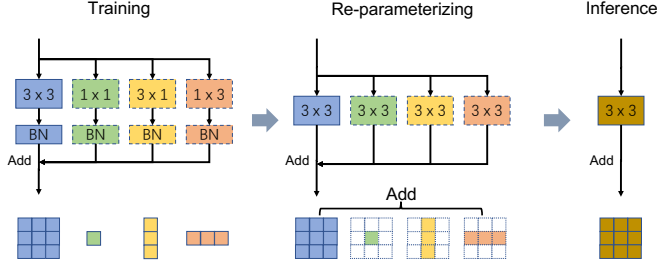 Training
Re-parameterizing
Inference
3 x 3 1 x 1 3 x 1 1 x 3
BN BN BN BN
Add
3 x 3 3 x 3 3 x 3 3 x 3
Add
3 x 3
Add
Add